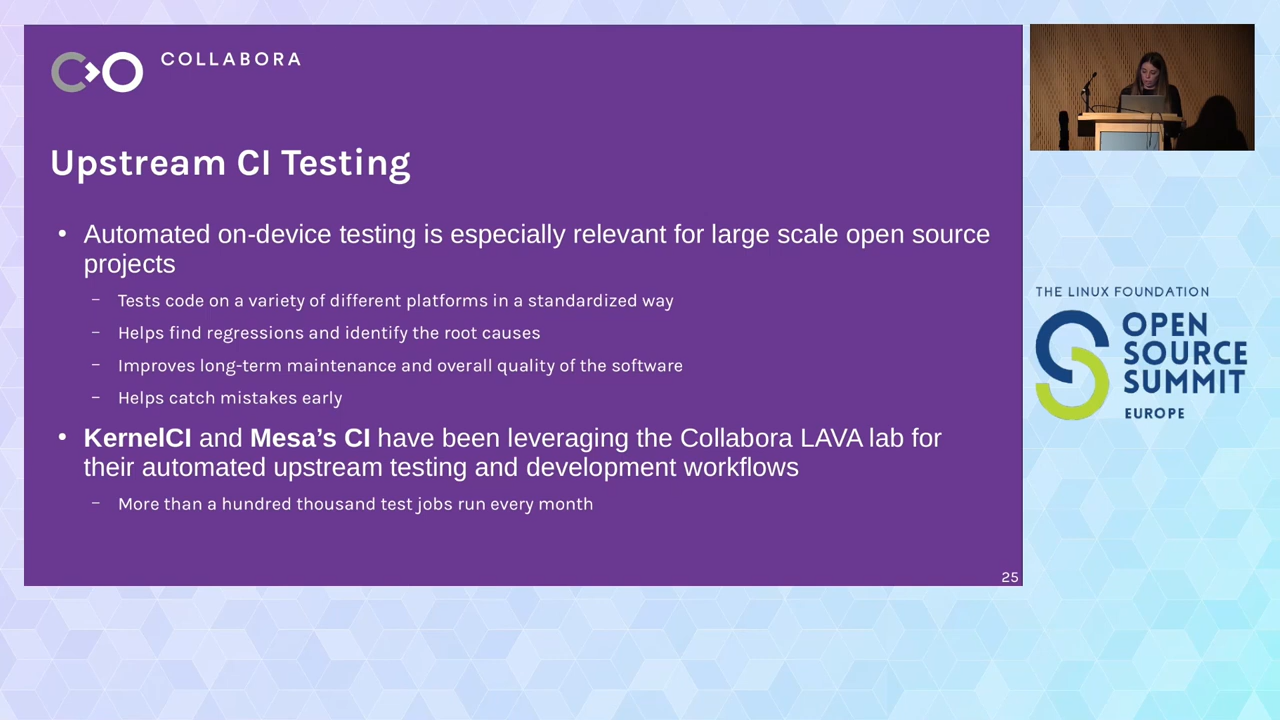 COLLABORA
Upstream CI Testing
• Automated on-device testing is especially relevant for large scale open source
projects
– Tests code on a variety of different platforms in a standardized way
– Helps find regressions and identify the root causes
– Improves long-term maintenance and overall quality of the software
– Helps catch mistakes early
• KernelCI and Mesa’s CI have been leveraging the Collabora LAVA lab for
their automated upstream testing and development workflows
– More than a hundred thousand test jobs run every month
25
THE LINUX FOUNDATION
OPEN
SOURCE
SUMMIT
EUROPE